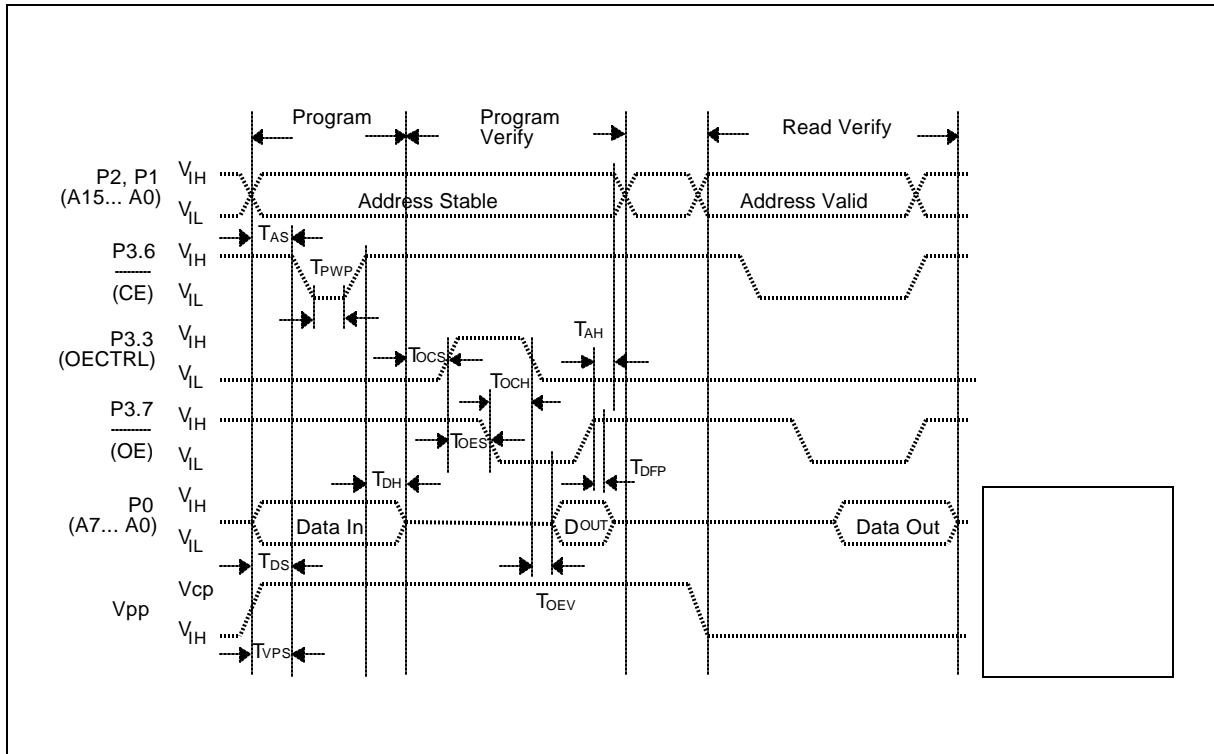 Program
Program
Verify
Read Verify
P2, P1
(A15... A0)
VIH
VIL
Address Stable
Address Valid
TAS
P3.6
(CE)
VIH
VIL
TPWP
P3.3
(OECTRL)
VIH
VIL
TOCS
TAH
TOCH
P3.7
(OE)
VIH
VIL
TOES
TDFP
TDH
P0
(A7... A0)
VIH
VIL
Data In
DOUT
Data Out
TDS
TOEV
Vpp
Vcp
VIH
TVPS